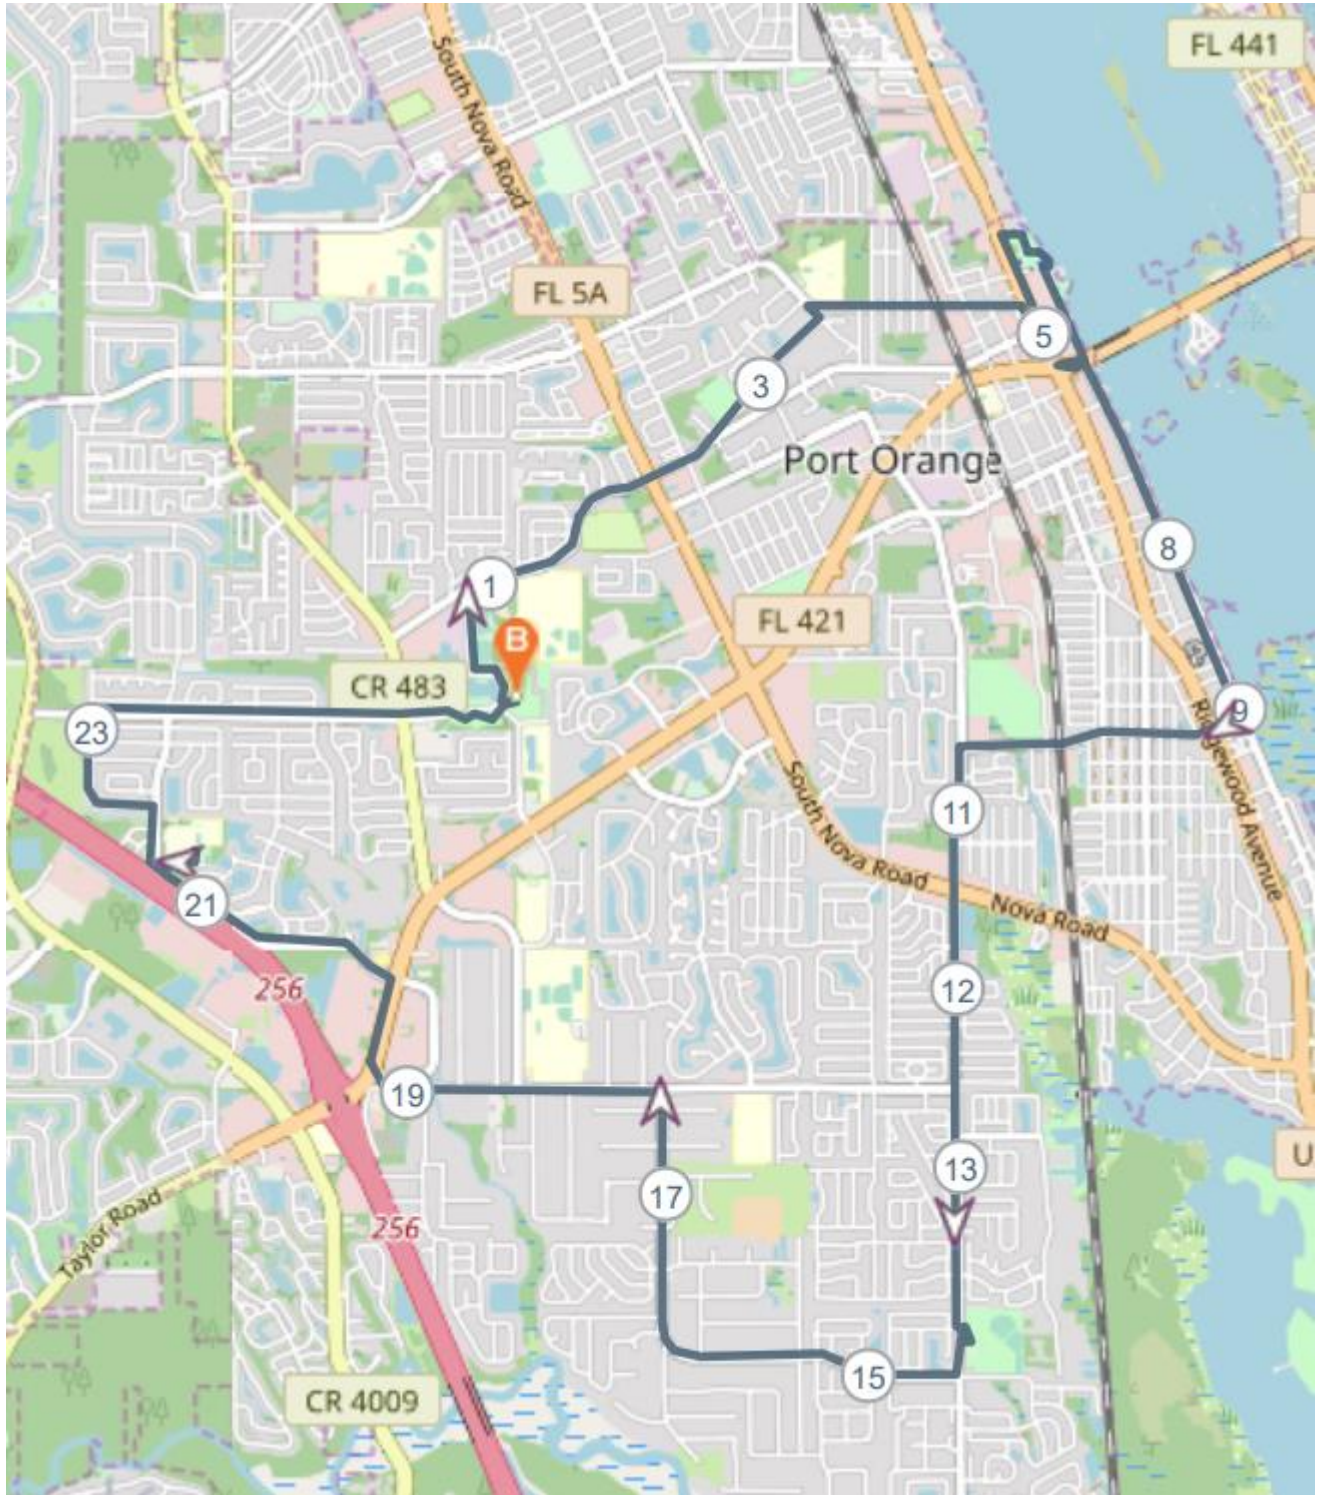 FL 441
South Nova Road
FL 5A
5
3
Port Orange
8
1
FL 421
B
CR 483
9
23
Ridgewood Avenue
11
South Nova Road
21
Nova Road
256
12
19
13
17
U
256
Taylor Road
15
CR 4009